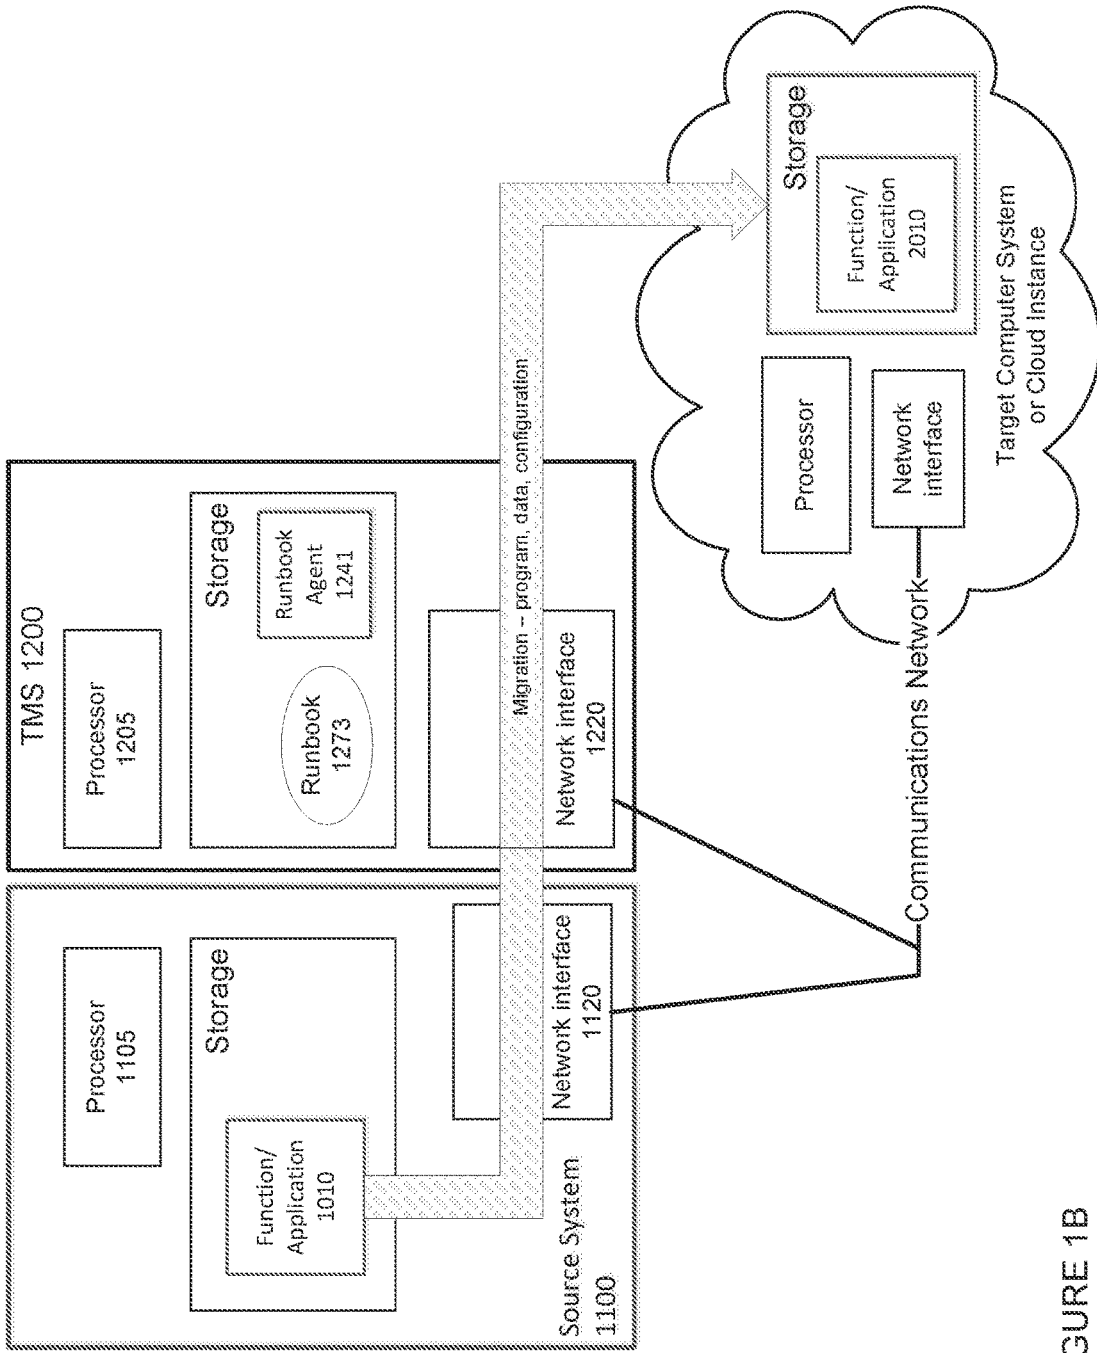 Source System
1100
Processor
1105
Storage
Function/
Application
1010
Network interface
1120
TMS 1200
Processor
1205
Storage
Runbook
1273
Runbook
Agent
1241
Network interface
1220
Migration – program, data, configuration
Communications Network
Processor
Network
interface
Storage
Function/
Application
2010
Target Computer System
or Cloud Instance
GURE 1B